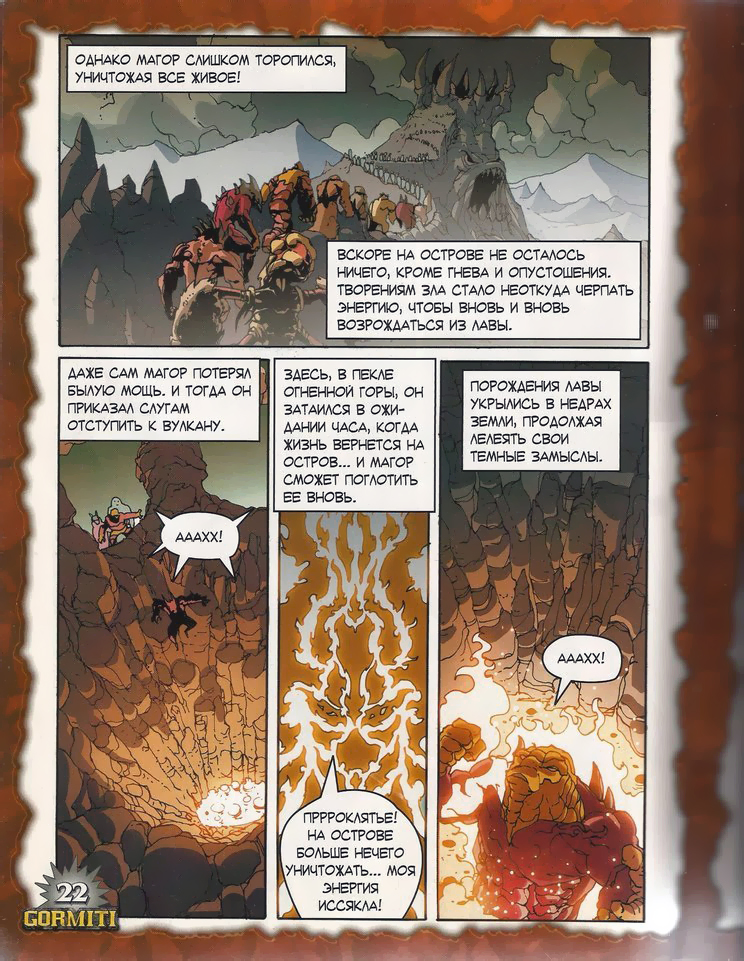 ОДНАКО МАГОР СЛИШКОМ ТОРОПИЛСЯ,
УНИЧТОЖАЯ ВСЕ ЖИВОЕ!
ВСКОРЕ НА ОСТРОВЕ НЕ ОСТАЛОСЬ
НИЧЕГО, КРОМЕ ГНЕВА И ОПУСТОШЕНИЯ.
ТВОРЕНИЯМ ЗЛА СТАЛО НЕОТКУДА ЧЕРПАТЬ
ЭНЕРГИЮ, ЧТОБЫ ВНОВЬ И ВНОВЬ
ВОЗРОЖДАТЬСЯ ИЗ ЛАВЫ.
ДАЖЕ САМ МАГОР ПОТЕРЯЛ
БЫЛУЮ МОЩЬ. И ТОГДА ОН
ПРИКАЗАЛ СЛУГАМ
ОТСТУПИТЬ К ВУЛКАНУ.
АААХХ!
ЗДЕСЬ, В ПЕКЛЕ
ОГНЕННОЙ ГОРЫ, ОН
ЗАТАИЛСЯ В ОЖИ-
ДАНИИ ЧАСА, КОГДА
ЖИЗНЬ ВЕРНЕТСЯ НА
ОСТРОВ... И МАГОР
СМОЖЕТ ПОГЛОТИТЬ
ЕЕ ВНОВЬ.
ПРРРОКЛЯТЬЕ!
НА ОСТРОВЕ
БОЛЬШЕ НЕЧЕГО
УНИЧТОЖАТЬ... МОЯ
ЭНЕРГИЯ
ИССЯКЛА!
ПОРОЖДЕНИЯ ЛАВЫ
УКРЫЛИСЬ В НЕДРАХ
ЗЕМЛИ, ПРОДОЛЖАЯ
ЛЕЛЕЯТЬ СВОИ
ТЕМНЫЕ ЗАМЫСЛЫ.
АААХХ!
22
GORMITI